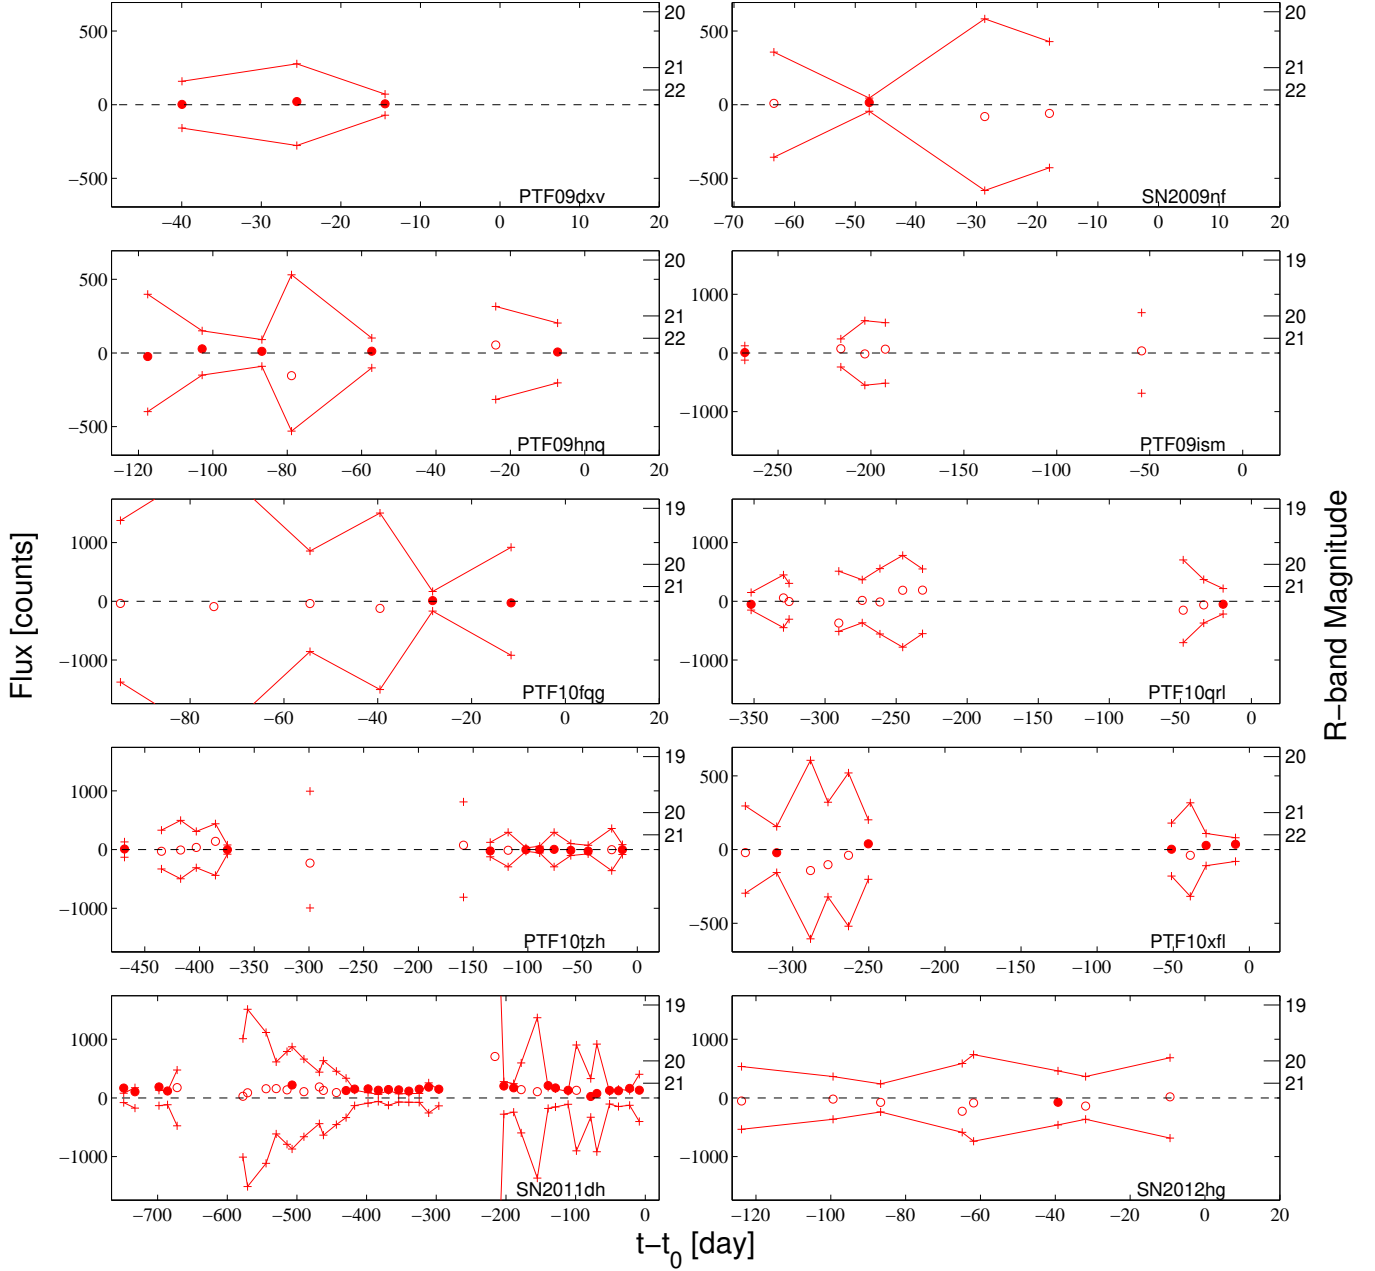 500 0 −500 20 21 22 PTF09dxv
−40 −30 −20 −10 0 10 20
500 0 −500 20 21 22 SN2009nf
−70 −60 −50 −40 −30 −20 −10 0 10 20
500 0 −500 20 21 22 PTF09hnq
−120 −100 −80 −60 −40 −20 0 20
1000 0 −1000 19 20 21 PTF09ism
−250 −200 −150 −100 −50 0
1000 0 −1000 19 20 21 PTF10fqg
−80 −60 −40 −20 0 20
1000 0 −1000 19 20 21 PTF10qrl
−350 −300 −250 −200 −150 −100 −50 0
1000 0 −1000 19 20 21 PTF10tzh
−450 −400 −350 −300 −250 −200 −150 −100 −50 0
500 0 −500 20 21 22 PTF10xfl
−300 −250 −200 −150 −100 −50 0
1000 0 −1000 19 20 21 SN2011dh
−700 −600 −500 −400 −300 −200 −100 0
1000 0 −1000 19 20 21 SN2012hg
−120 −100 −80 −60 −40 −20 0 20
Flux [counts]
R−band Magnitude
t−t0 [day]